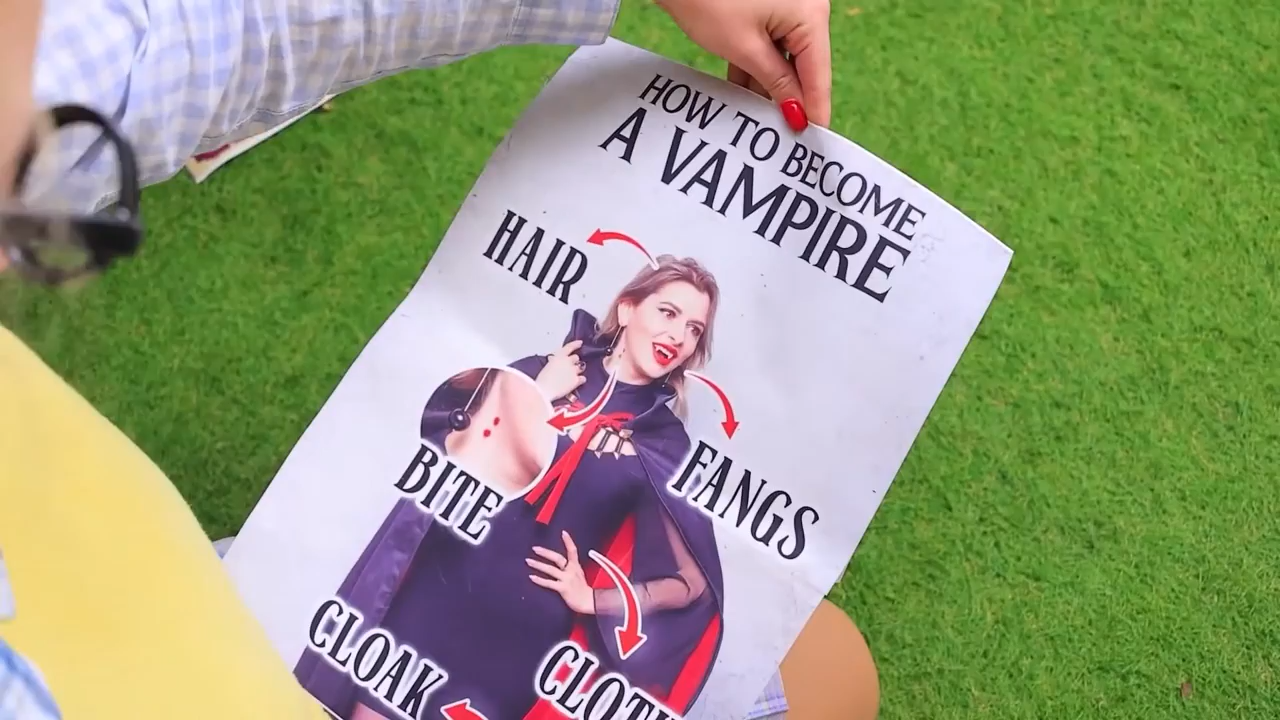 HOW TO BECOME
A VAMPIRE
HAIR
FANGS
BITE
CLOAK